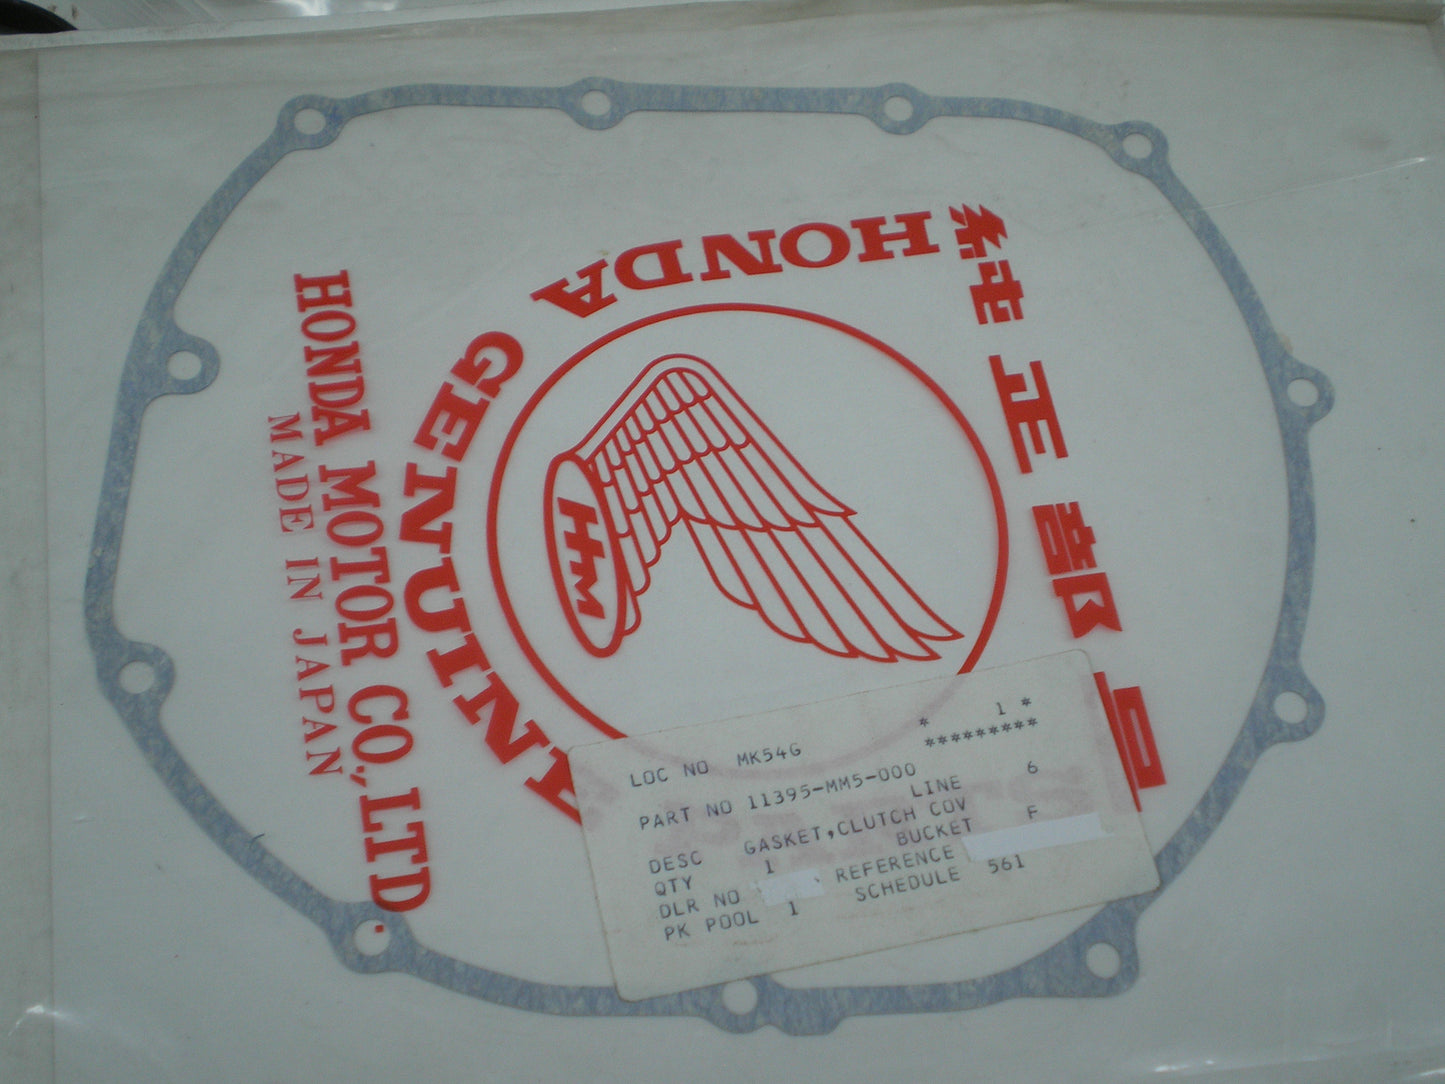 純正部品
HONDA
GENUINE
HM
HONDA MOTOR CO.,LTD.
MADE IN JAPAN
* 1 *
*********
LOC NO MK54G
PART NO 11395-MM5-000
LINE 6
DESC GASKET,CLUTCH COV
QTY 1 BUCKET F
DLR NO REFERENCE
PK POOL 1 SCHEDULE 561